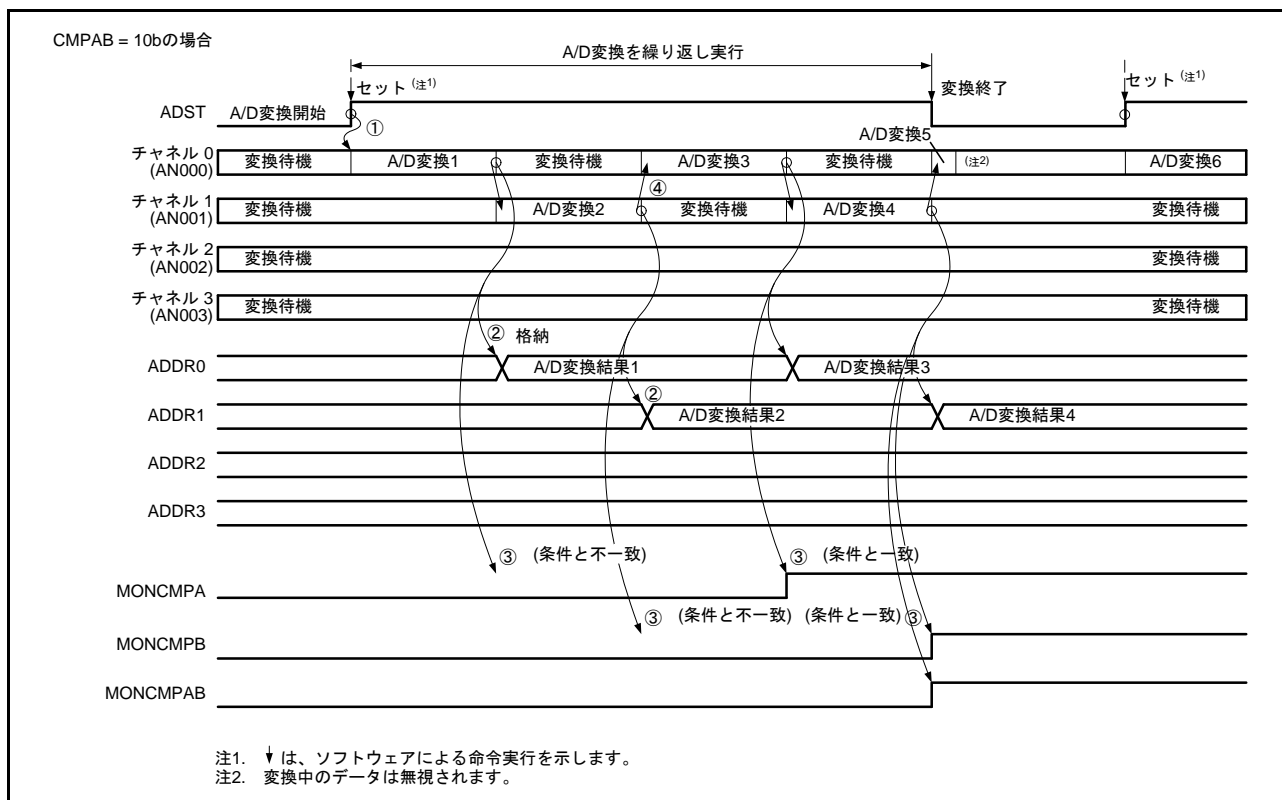 CMPAB = 10bの場合
A/D変換を繰り返し実行
セット (注1)
変換終了
セット (注1)
ADST
A/D変換開始
①
A/D変換5
チャネル 0
(AN000)
変換待機
A/D変換1
変換待機
A/D変換3
変換待機
(注2)
A/D変換6
④
チャネル 1
(AN001)
変換待機
A/D変換2
変換待機
A/D変換4
変換待機
チャネル 2
(AN002)
変換待機
変換待機
チャネル 3
(AN003)
変換待機
変換待機
② 格納
ADDR0
A/D変換結果1
A/D変換結果3
②
ADDR1
A/D変換結果2
A/D変換結果4
ADDR2
ADDR3
③ (条件と不一致)
③ (条件と一致)
MONCMPA
③ (条件と不一致)
(条件と一致) ③
MONCMPB
MONCMPAB
注1. は、ソフトウェアによる命令実行を示します。
注2. 変換中のデータは無視されます。